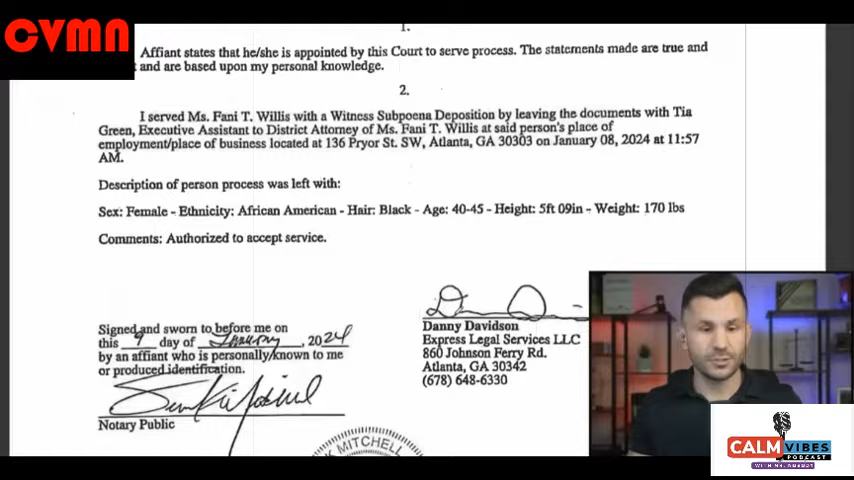 CVMN
1.
Affiant states that he/she is appointed by this Court to serve process. The statements made are true and
and are based upon my personal knowledge.
2.
I served Ms. Fani T. Willis with a Witness Subpoena Deposition by leaving the documents with Tia
Green, Executive Assistant to District Attorney of Ms. Fani T. Willis at said person's place of
employment/place of business located at 136 Pryor St. SW, Atlanta, GA 30303 on January 08, 2024 at 11:57
AM.
Description of person process was left with:
Sex: Female - Ethnicity: African American - Hair: Black - Age: 40-45 - Height: 5ft 09in - Weight: 170 lbs
Comments: Authorized to accept service.
Signed and sworn to before me on
this 9 day of January, 2024
by an affiant who is personally/known to me
or produced identification.
Notary Public
Danny Davidson
Express Legal Services LLC
860 Johnson Ferry Rd.
Atlanta, GA 30342
(678) 648-6330
K MITCHELL
CALM VIBES
PODCAST